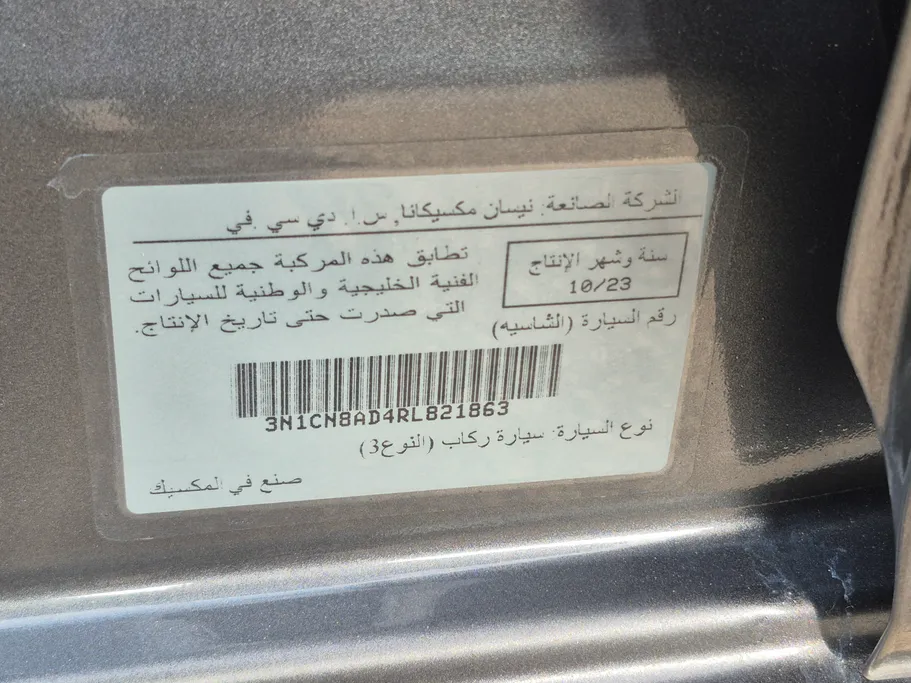 الشركة الصانعة: نيسان مكسيكانا, س.ا. دي سي .في
سنة وشهر الإنتاج
10/23
تطابق هذه المركبة جميع اللوائح
الفنية الخليجية والوطنية للسيارات
التي صدرت حتى تاريخ الإنتاج.
رقم السيارة (الشاسيه)
3N1CN8AD4RL821863
نوع السيارة: سيارة ركاب (النوع3)
صنع في المكسيك